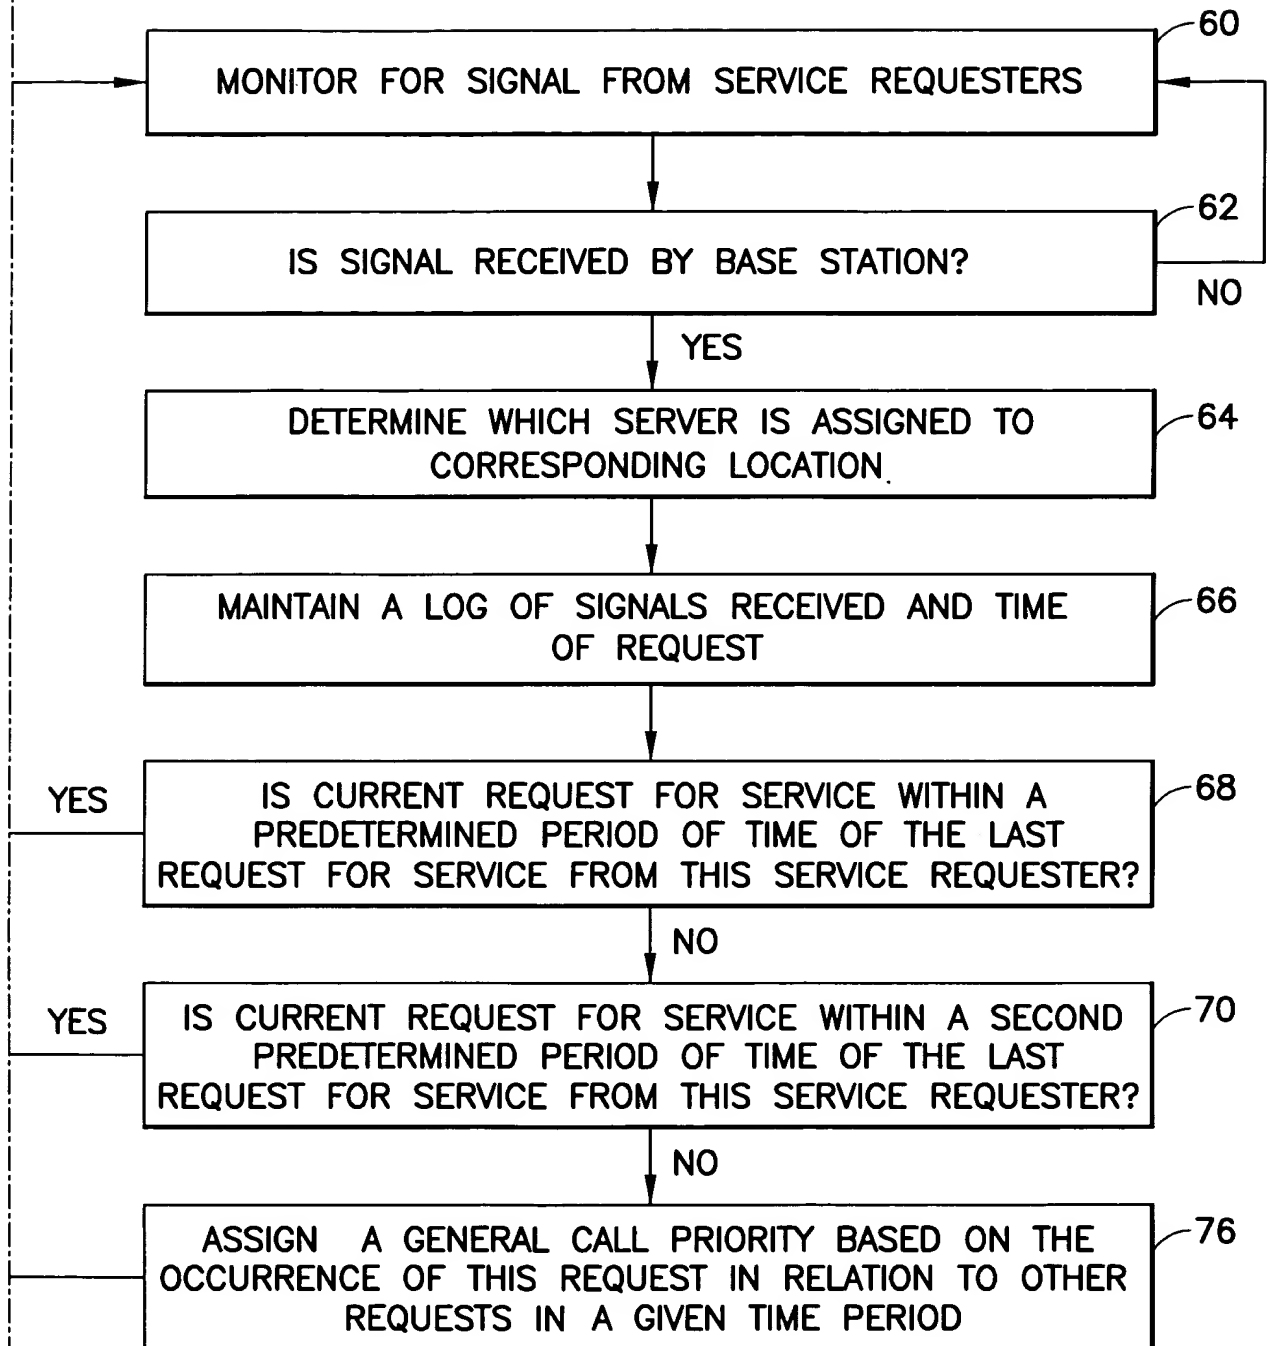 60
MONITOR FOR SIGNAL FROM SERVICE REQUESTERS
62
IS SIGNAL RECEIVED BY BASE STATION?
NO
YES
64
DETERMINE WHICH SERVER IS ASSIGNED TO
CORRESPONDING LOCATION
66
MAINTAIN A LOG OF SIGNALS RECEIVED AND TIME
OF REQUEST
68
YES
IS CURRENT REQUEST FOR SERVICE WITHIN A
PREDETERMINED PERIOD OF TIME OF THE LAST
REQUEST FOR SERVICE FROM THIS SERVICE REQUESTER?
NO
70
YES
IS CURRENT REQUEST FOR SERVICE WITHIN A SECOND
PREDETERMINED PERIOD OF TIME OF THE LAST
REQUEST FOR SERVICE FROM THIS SERVICE REQUESTER?
NO
76
ASSIGN A GENERAL CALL PRIORITY BASED ON THE
OCCURRENCE OF THIS REQUEST IN RELATION TO OTHER
REQUESTS IN A GIVEN TIME PERIOD